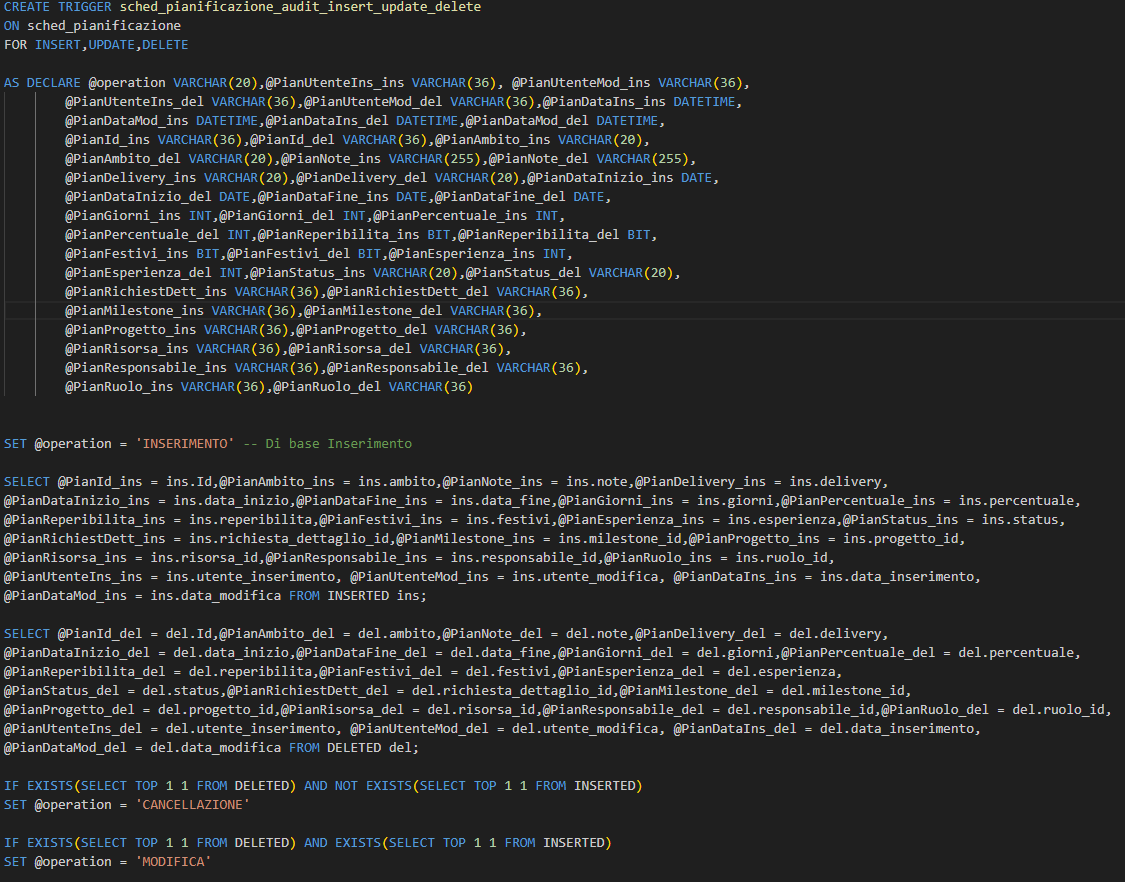 CREATE TRIGGER sched_pianificazione_audit_insert_update_delete
ON sched_pianificazione
FOR INSERT,UPDATE,DELETE
AS DECLARE @operation VARCHAR(20),@PianUtenteIns_ins VARCHAR(36), @PianUtenteMod_ins VARCHAR(36),
@PianUtenteIns_del VARCHAR(36),@PianUtenteMod_del VARCHAR(36),@PianDataIns_ins DATETIME,
@PianDataMod_ins DATETIME,@PianDataIns_del DATETIME,@PianDataMod_del DATETIME,
@PianId_ins VARCHAR(36),@PianId_del VARCHAR(36),@PianAmbito_ins VARCHAR(20),
@PianAmbito_del VARCHAR(20),@PianNote_ins VARCHAR(255),@PianNote_del VARCHAR(255),
@PianDelivery_ins VARCHAR(20),@PianDelivery_del VARCHAR(20),@PianDataInizio_ins DATE,
@PianDataInizio_del DATE,@PianDataFine_ins DATE,@PianDataFine_del DATE,
@PianGiorni_ins INT,@PianGiorni_del INT,@PianPercentuale_ins INT,
@PianPercentuale_del INT,@PianReperibilita_ins BIT,@PianReperibilita_del BIT,
@PianFestivi_ins BIT,@PianFestivi_del BIT,@PianEsperienza_ins INT,
@PianEsperienza_del INT,@PianStatus_ins VARCHAR(20),@PianStatus_del VARCHAR(20),
@PianRichiestDett_ins VARCHAR(36),@PianRichiestDett_del VARCHAR(36),
@PianMilestone_ins VARCHAR(36),@PianMilestone_del VARCHAR(36),
@PianProgetto_ins VARCHAR(36),@PianProgetto_del VARCHAR(36),
@PianRisorsa_ins VARCHAR(36),@PianRisorsa_del VARCHAR(36),
@PianResponsabile_ins VARCHAR(36),@PianResponsabile_del VARCHAR(36),
@PianRuolo_ins VARCHAR(36),@PianRuolo_del VARCHAR(36)
SET @operation = 'INSERIMENTO' -- Di base Inserimento
SELECT @PianId_ins = ins.Id,@PianAmbito_ins = ins.ambito,@PianNote_ins = ins.note,@PianDelivery_ins = ins.delivery,
@PianDataInizio_ins = ins.data_inizio,@PianDataFine_ins = ins.data_fine,@PianGiorni_ins = ins.giorni,@PianPercentuale_ins = ins.percentuale,
@PianReperibilita_ins = ins.reperibilita,@PianFestivi_ins = ins.festivi,@PianEsperienza_ins = ins.esperienza,@PianStatus_ins = ins.status,
@PianRichiestDett_ins = ins.richiesta_dettaglio_id,@PianMilestone_ins = ins.milestone_id,@PianProgetto_ins = ins.progetto_id,
@PianRisorsa_ins = ins.risorsa_id,@PianResponsabile_ins = ins.responsabile_id,@PianRuolo_ins = ins.ruolo_id,
@PianUtenteIns_ins = ins.utente_inserimento, @PianUtenteMod_ins = ins.utente_modifica, @PianDataIns_ins = ins.data_inserimento,
@PianDataMod_ins = ins.data_modifica FROM INSERTED ins;
SELECT @PianId_del = del.Id,@PianAmbito_del = del.ambito,@PianNote_del = del.note,@PianDelivery_del = del.delivery,
@PianDataInizio_del = del.data_inizio,@PianDataFine_del = del.data_fine,@PianGiorni_del = del.giorni,@PianPercentuale_del = del.percentuale,
@PianReperibilita_del = del.reperibilita,@PianFestivi_del = del.festivi,@PianEsperienza_del = del.esperienza,
@PianStatus_del = del.status,@PianRichiestDett_del = del.richiesta_dettaglio_id,@PianMilestone_del = del.milestone_id,
@PianProgetto_del = del.progetto_id,@PianRisorsa_del = del.risorsa_id,@PianResponsabile_del = del.responsabile_id,@PianRuolo_del = del.ruolo_id,
@PianUtenteIns_del = del.utente_inserimento, @PianUtenteMod_del = del.utente_modifica, @PianDataIns_del = del.data_inserimento,
@PianDataMod_del = del.data_modifica FROM DELETED del;
IF EXISTS(SELECT TOP 1 1 FROM DELETED) AND NOT EXISTS(SELECT TOP 1 1 FROM INSERTED)
SET @operation = 'CANCELLAZIONE'
IF EXISTS(SELECT TOP 1 1 FROM DELETED) AND EXISTS(SELECT TOP 1 1 FROM INSERTED)
SET @operation = 'MODIFICA'